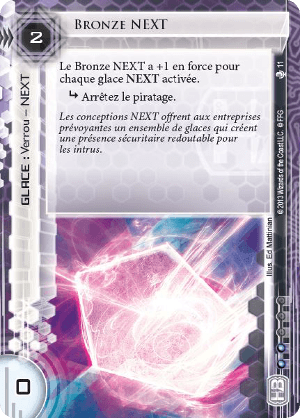 Bronze NEXT
2
Le Bronze NEXT a +1 en force pour
chaque glace NEXT activée.
Arrêtez le piratage.
Les conceptions NEXT offrent aux entreprises
prévoyantes un ensemble de glaces qui créent
une présence sécuritaire redoutable pour
les intrus.
GLACE : Verrou – NEXT
11
© 2013 Wizards of the Coast LLC. © FFG
Illus. Ed Mattinian
0
HB